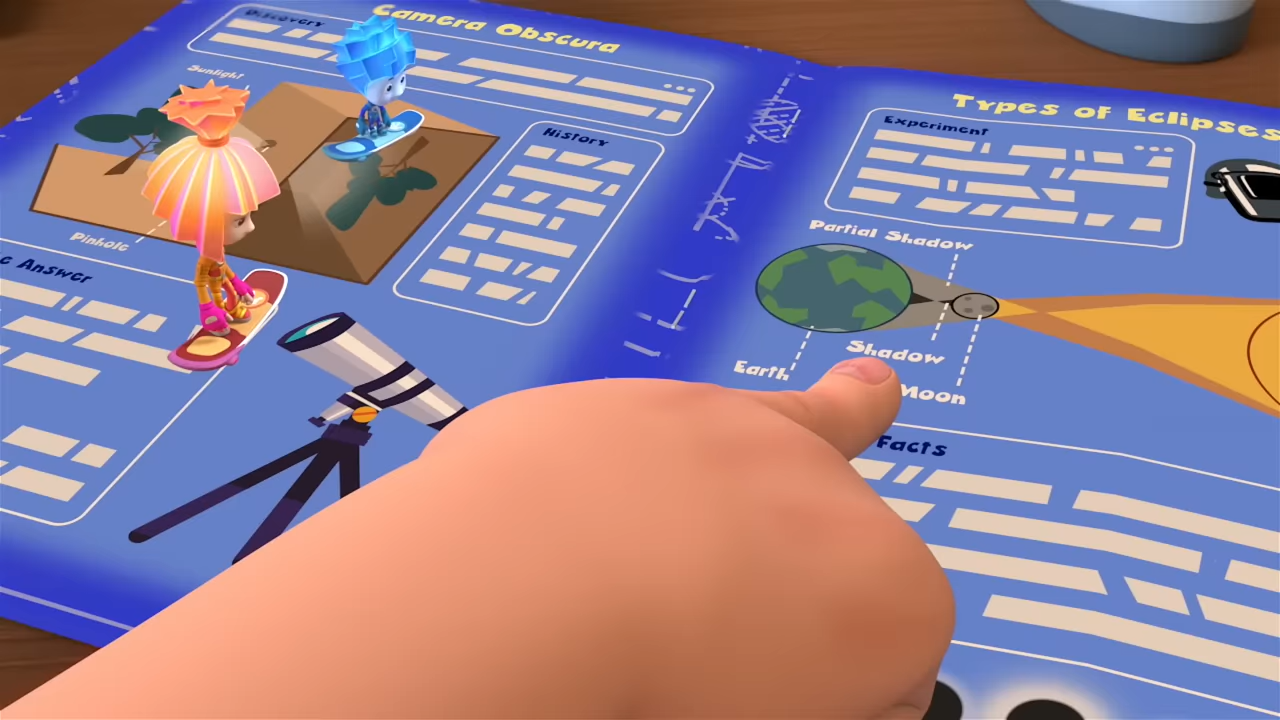 Camera Obscura
Discovery
Sunlight
History
Pinhole
Answer
Types of Eclipses
Experiment
Partial Shadow
Shadow
Earth
Moon
Facts